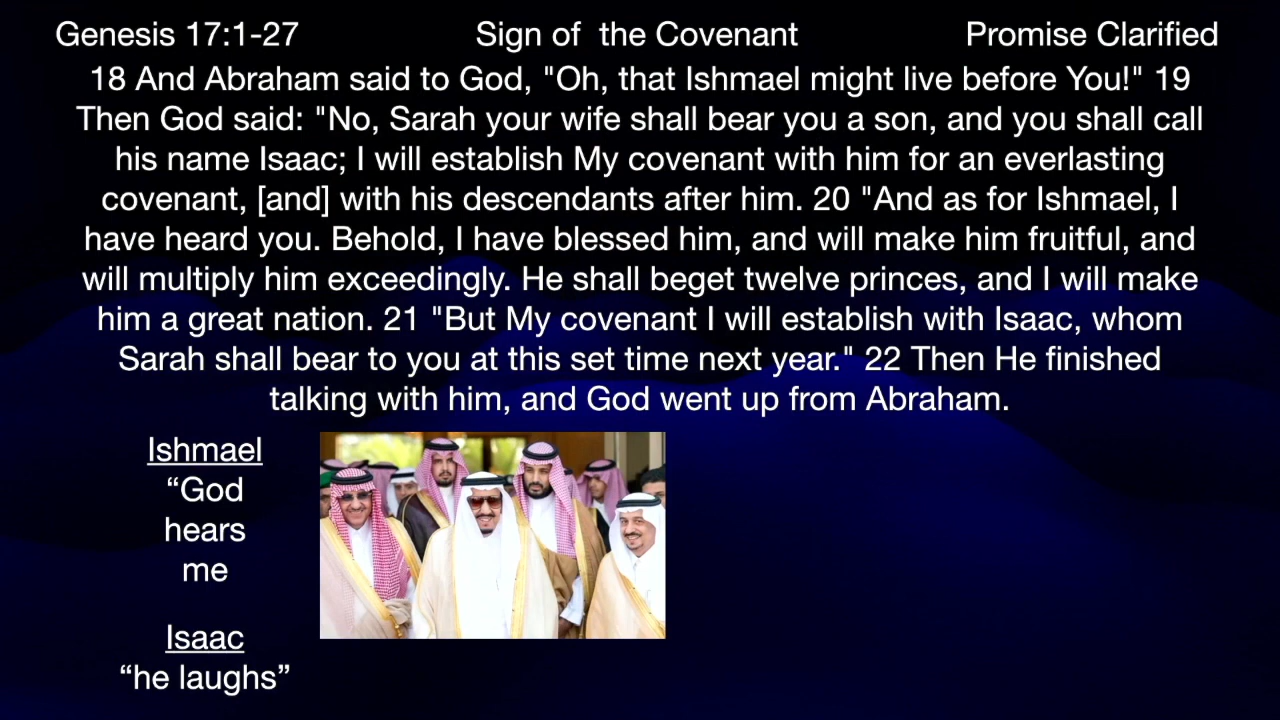 Genesis 17:1-27 Sign of  the Covenant Promise Clarified
18 And Abraham said to God, "Oh, that Ishmael might live before You!" 19
Then God said: "No, Sarah your wife shall bear you a son, and you shall call
his name Isaac; I will establish My covenant with him for an everlasting
covenant, [and] with his descendants after him. 20 "And as for Ishmael, I
have heard you. Behold, I have blessed him, and will make him fruitful, and
will multiply him exceedingly. He shall beget twelve princes, and I will make
him a great nation. 21 "But My covenant I will establish with Isaac, whom
Sarah shall bear to you at this set time next year." 22 Then He finished
talking with him, and God went up from Abraham.
Ishmael
“God
hears
me
Isaac
“he laughs”